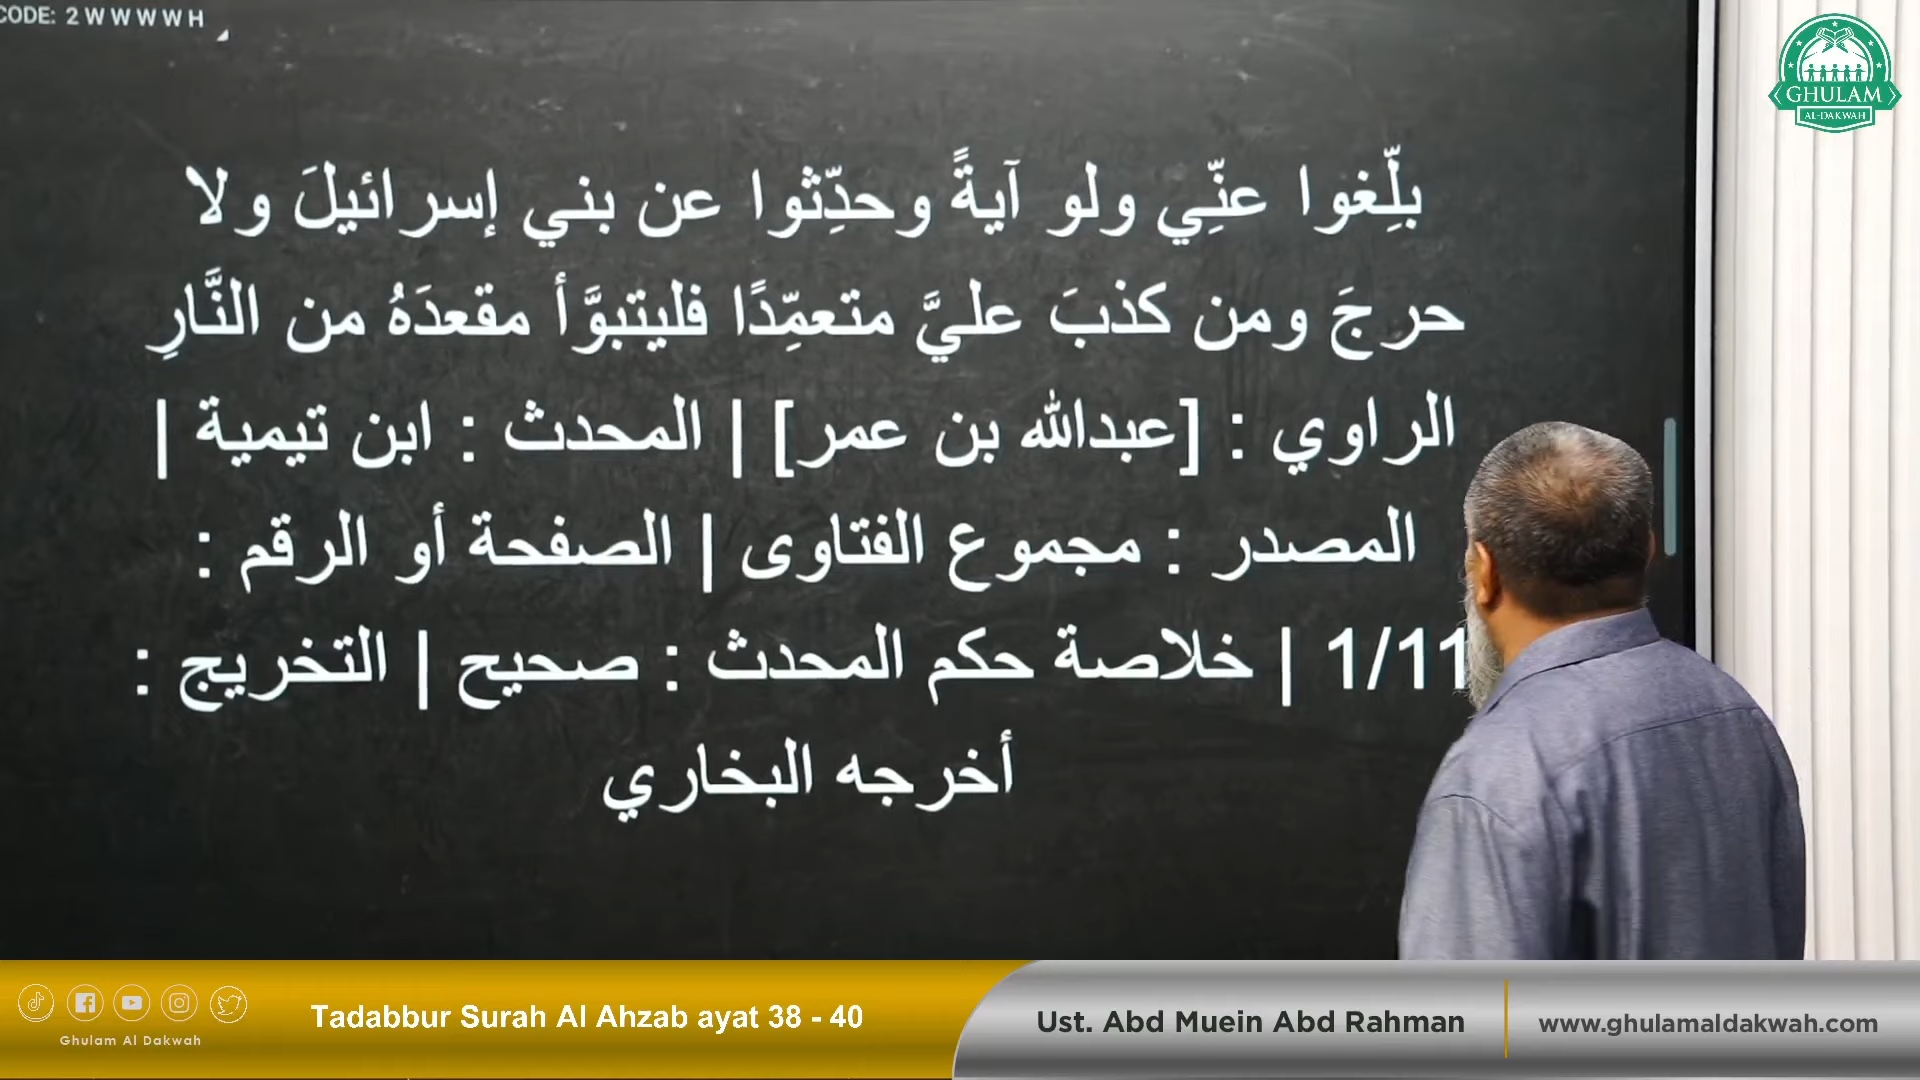 CODE: 2 W W W W H
GHULAM
AL-DAKWAH
بلِّغوا عنِّي ولو آيةً وحدِّثوا عن بني إسرائيلَ ولا
حرجَ ومن كذبَ عليَّ متعمِّدًا فليتبوَّأ مقعدَهُ من النَّارِ
الراوي : [عبدالله بن عمر] | المحدث : ابن تيمية |
المصدر : مجموع الفتاوى | الصفحة أو الرقم :
1/11 | خلاصة حكم المحدث : صحيح | التخريج :
أخرجه البخاري
Ghulam Al Dakwah
Tadabbur Surah Al Ahzab ayat 38 - 40
Ust. Abd Muein Abd Rahman
www.ghulamaldakwah.com